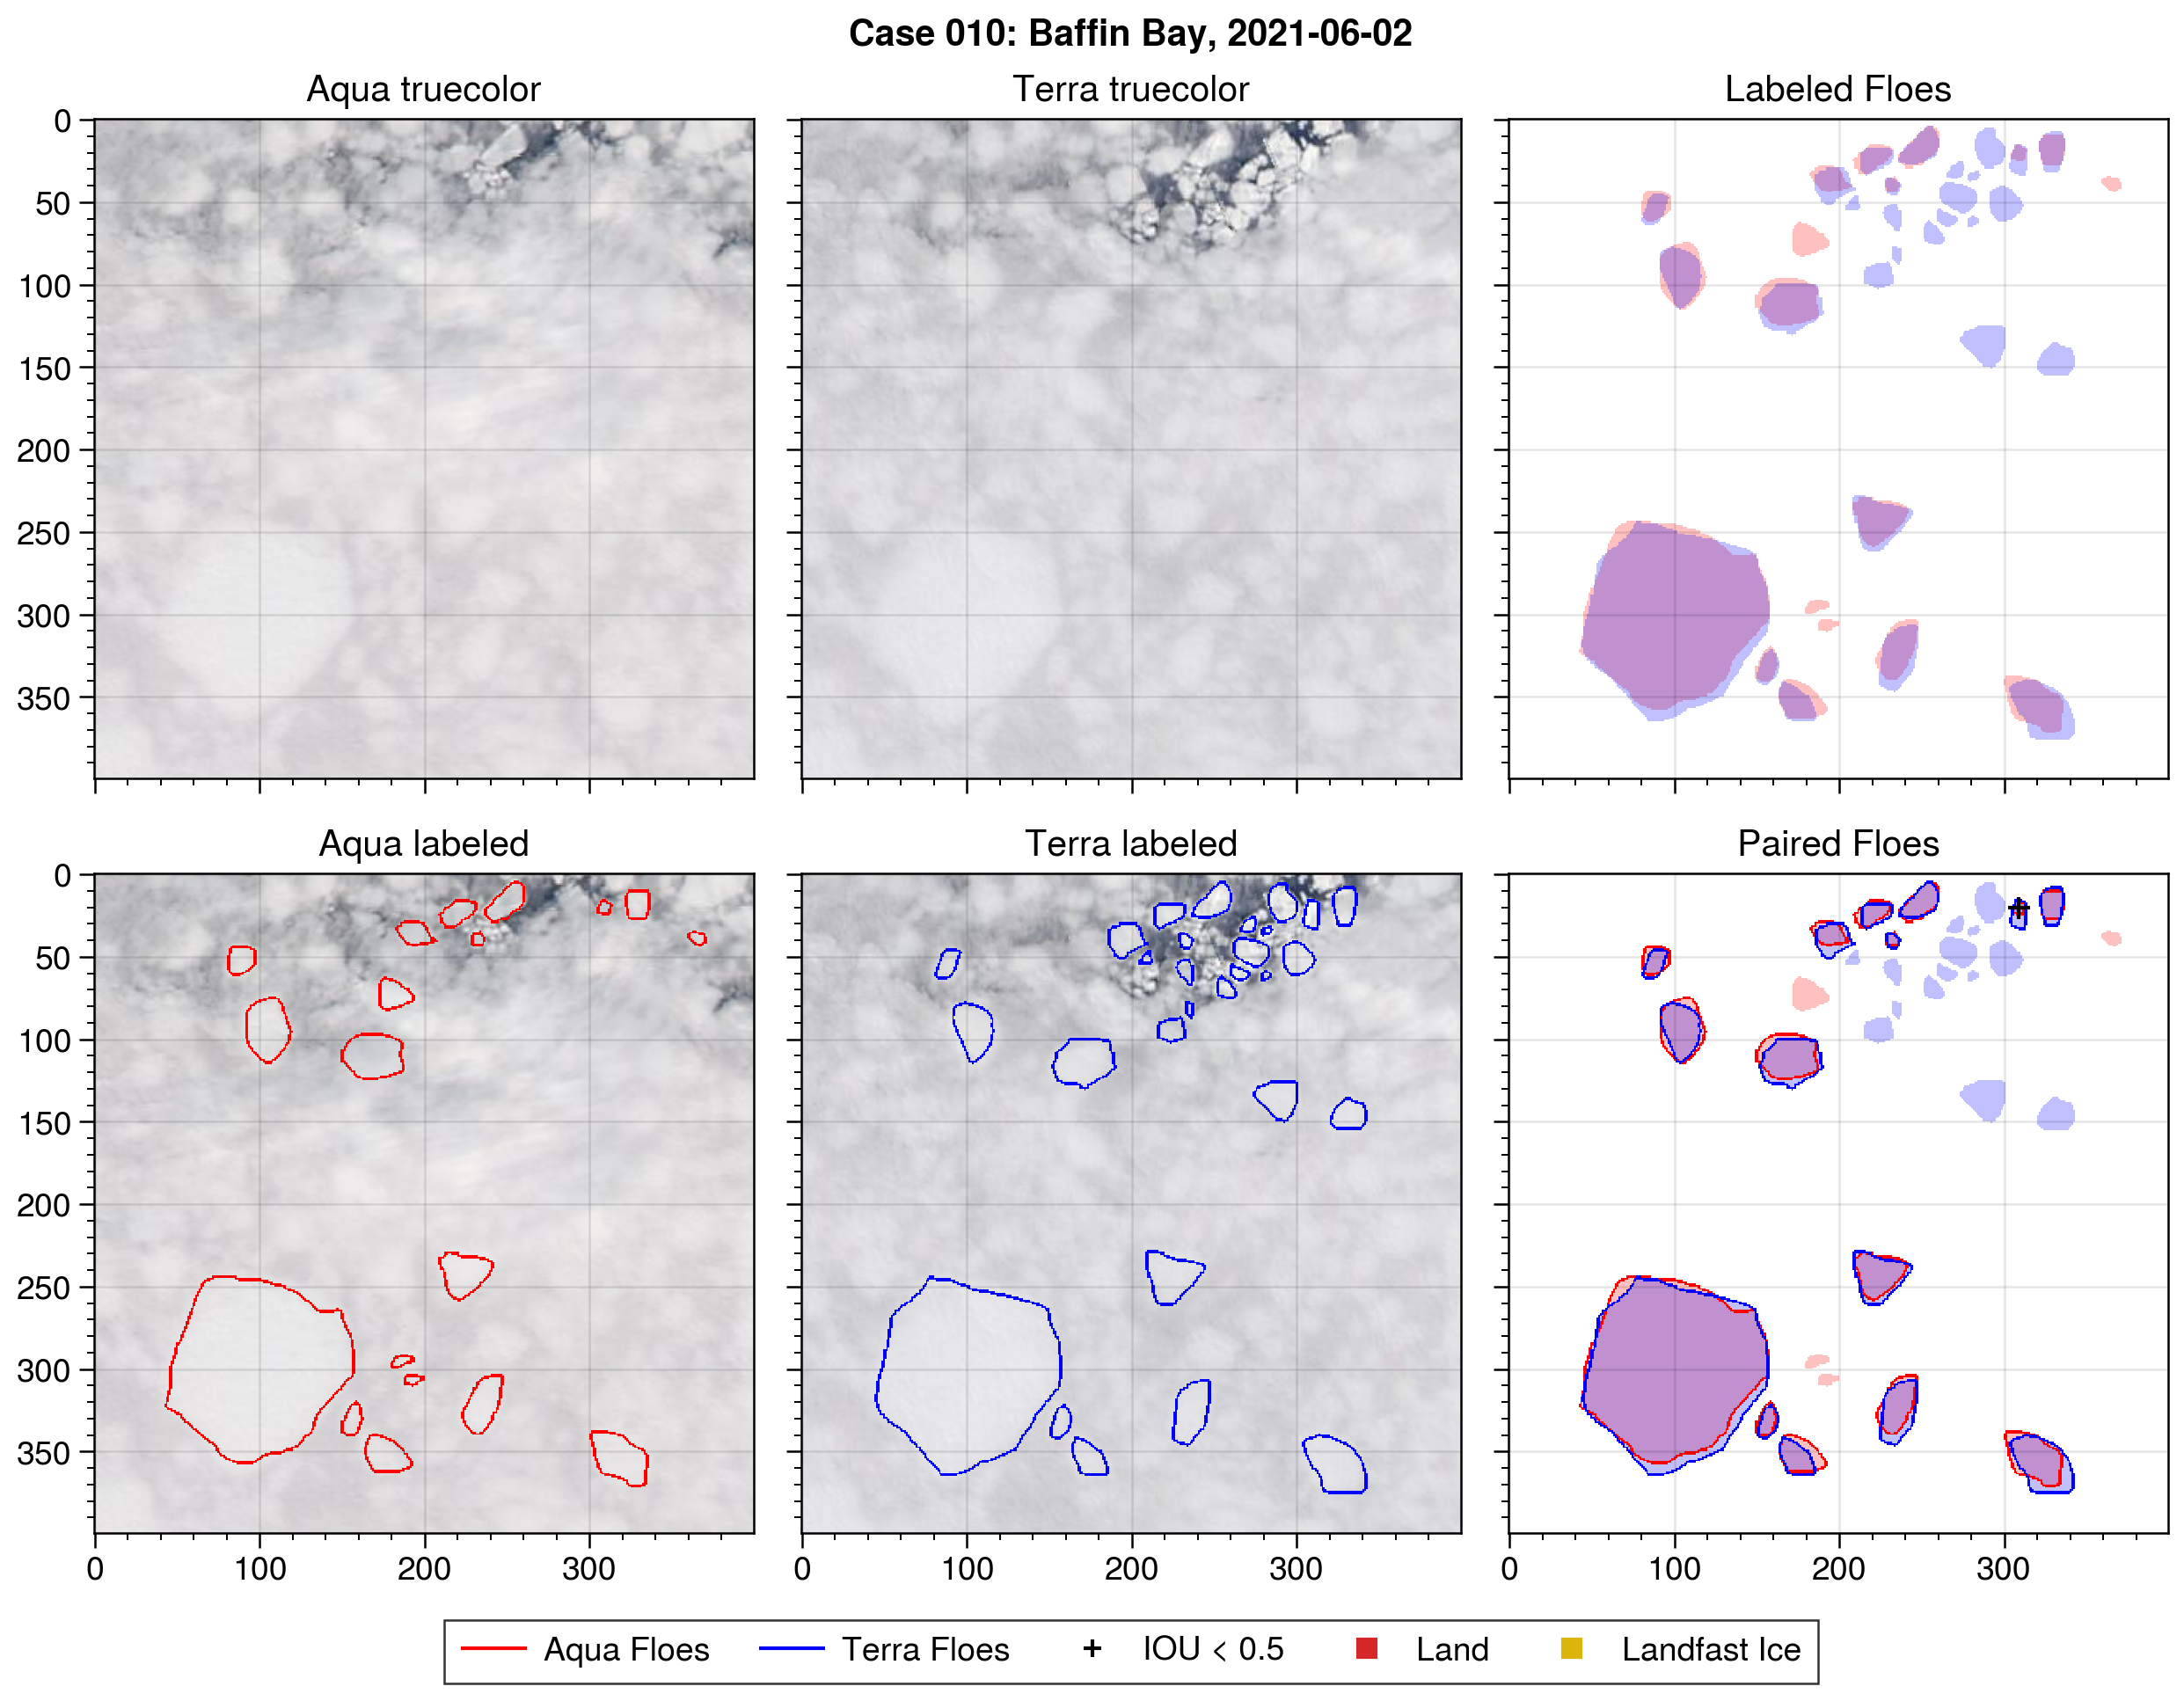 Case 010: Baffin Bay, 2021-06-02
Aqua truecolor
Terra truecolor
Labeled Floes
0
50
100
150
200
250
300
350
Aqua labeled
Terra labeled
Paired Floes
0
50
100
150
200
250
300
350
0 100 200 300
0 100 200 300
0 100 200 300
Aqua Floes
Terra Floes
+ IOU < 0.5
Land
Landfast Ice